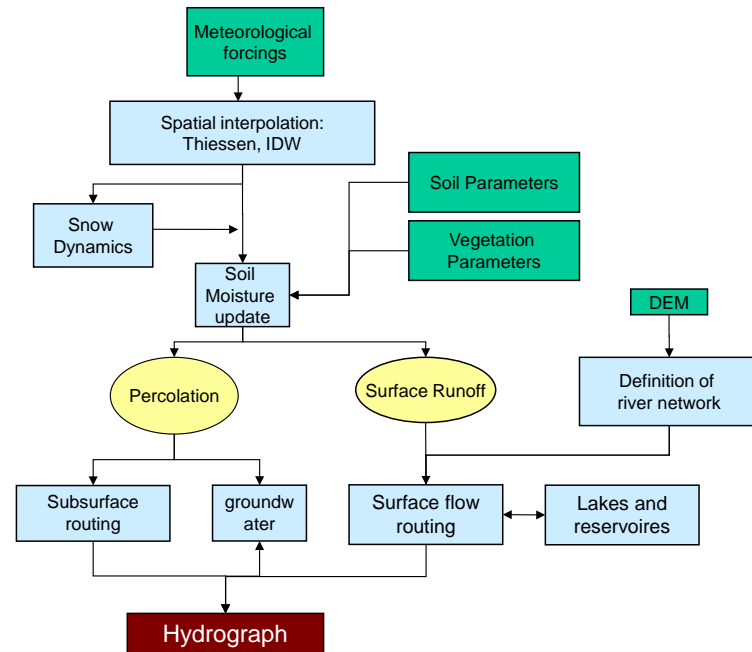 Meteorological
forcings
Spatial interpolation:
Thiessen, IDW
Soil Parameters
Snow
Dynamics
Vegetation
Parameters
Soil
Moisture
update
DEM
Percolation
Surface Runoff
Definition of
river network
Subsurface
routing
groundw
ater
Surface flow
routing
Lakes and
reservoires
Hydrograph